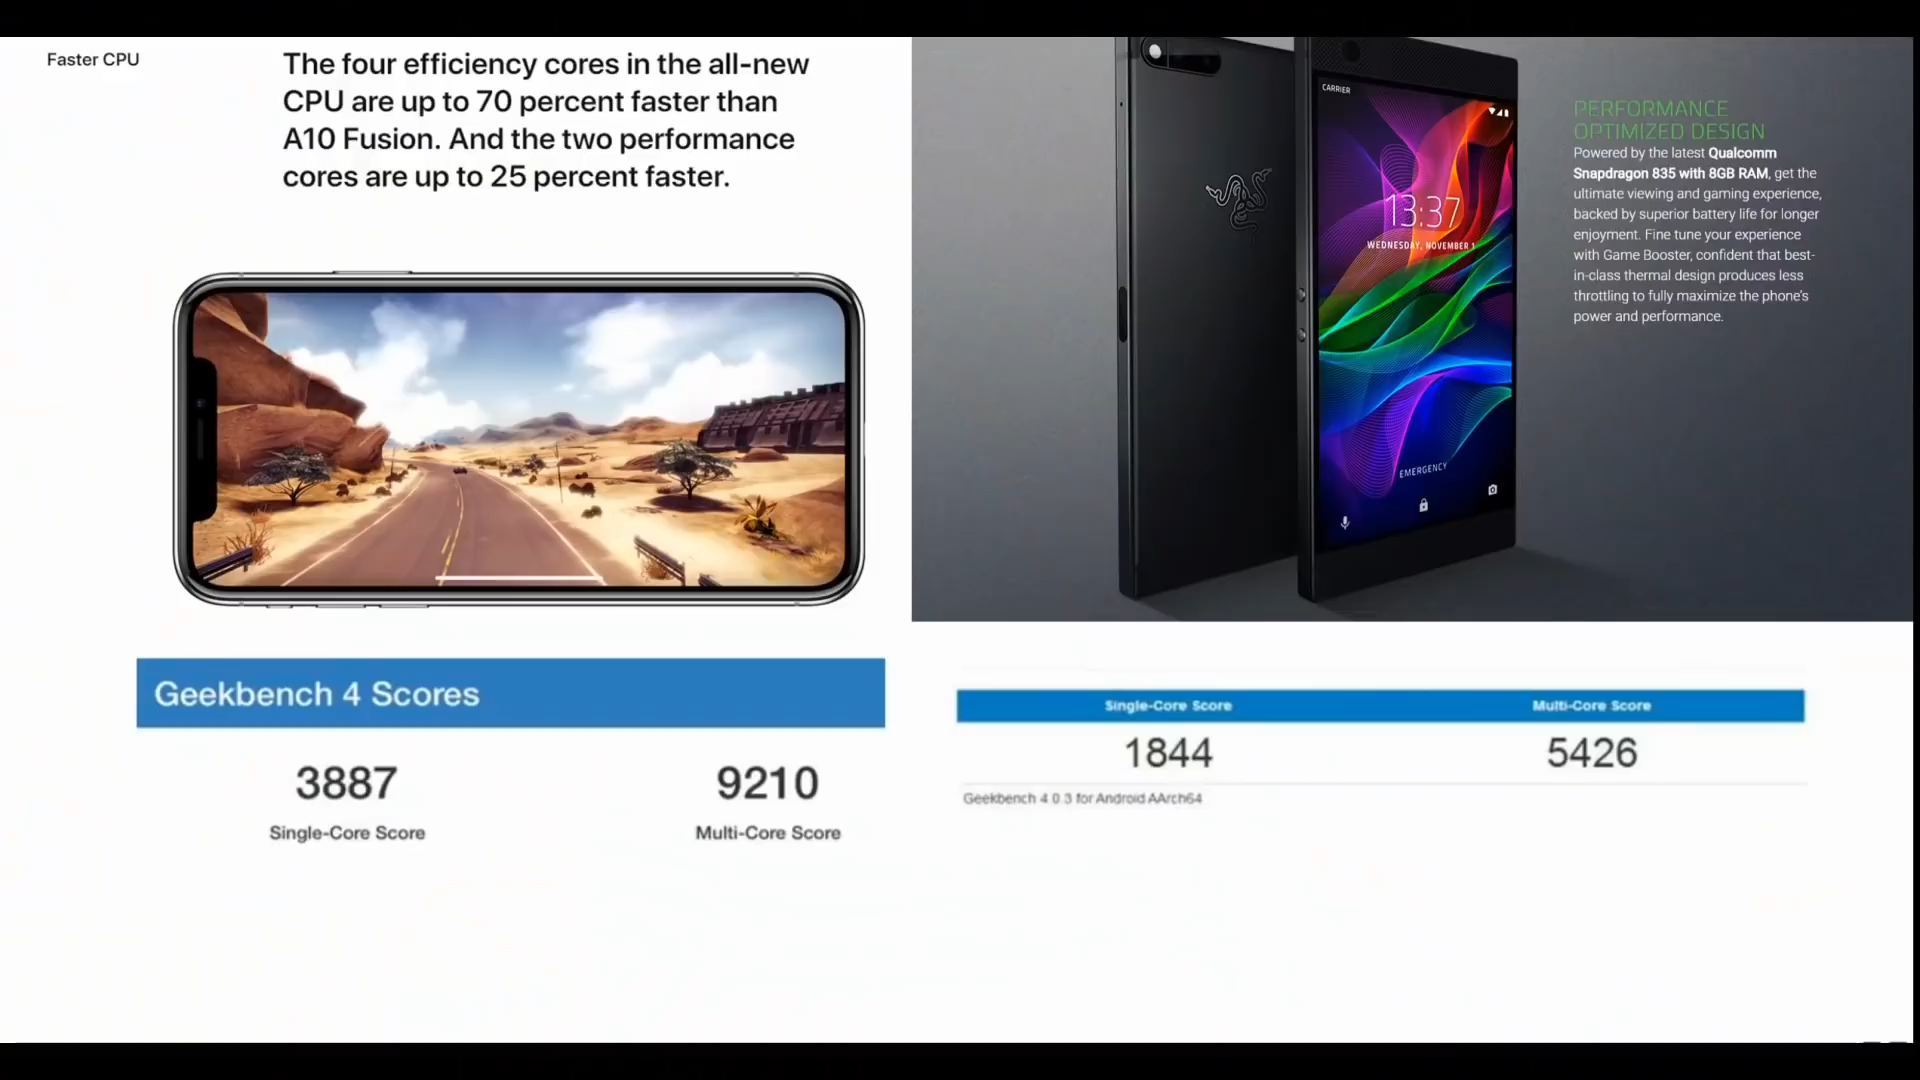 Faster CPU
The four efficiency cores in the all-new
CPU are up to 70 percent faster than
A10 Fusion. And the two performance
cores are up to 25 percent faster.
CARRIER
13:37
WEDNESDAY, NOVEMBER 1
EMERGENCY
PERFORMANCE
OPTIMIZED DESIGN
Powered by the latest Qualcomm
Snapdragon 835 with 8GB RAM, get the
ultimate viewing and gaming experience,
backed by superior battery life for longer
enjoyment. Fine tune your experience
with Game Booster, confident that best-
in-class thermal design produces less
throttling to fully maximize the phone's
power and performance.
Geekbench 4 Scores
3887
9210
Single-Core Score
Multi-Core Score
Single-Core Score
Multi-Core Score
1844
5426
Geekbench 4.0.3 for Android AArch64